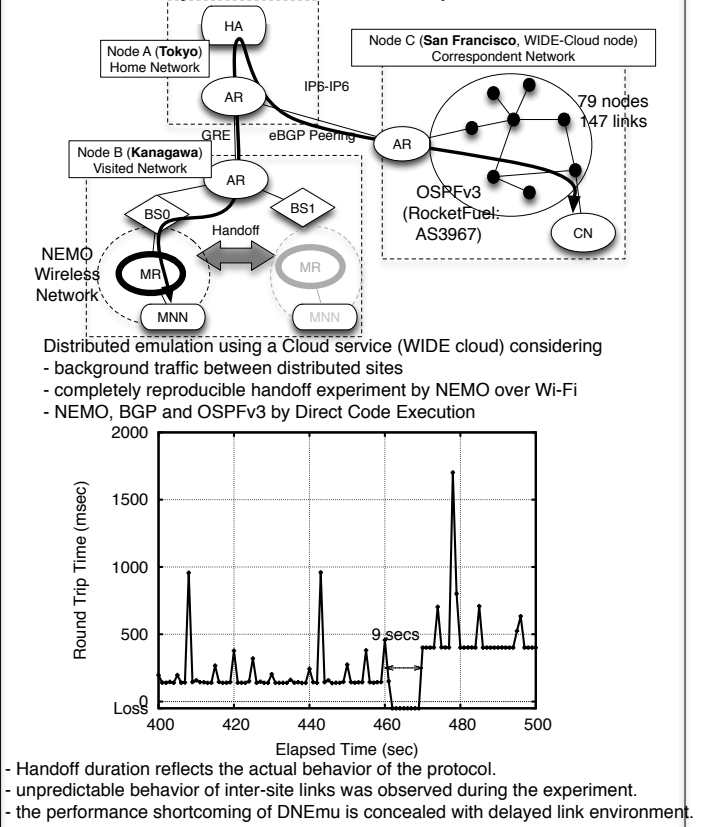 HA
Node A (Tokyo)
Home Network
Node C (San Francisco, WIDE-Cloud node)
Correspondent Network
IP6-IP6
AR
79 nodes
147 links
GRE
eBGP Peering
AR
Node B (Kanagawa)
Visited Network
AR
BS0
BS1
OSPFv3
(RocketFuel:
AS3967)
CN
Handoff
NEMO
Wireless
Network
MR
MR
MNN
MNN
Distributed emulation using a Cloud service (WIDE cloud) considering
- background traffic between distributed sites
- completely reproducible handoff experiment by NEMO over Wi-Fi
- NEMO, BGP and OSPFv3 by Direct Code Execution
2000
1500
1000
500
0
Loss
Round Trip Time (msec)
9 secs
400 420 440 460 480 500
Elapsed Time (sec)
- Handoff duration reflects the actual behavior of the protocol.
- unpredictable behavior of inter-site links was observed during the experiment.
- the performance shortcoming of DNEmu is concealed with delayed link environment.